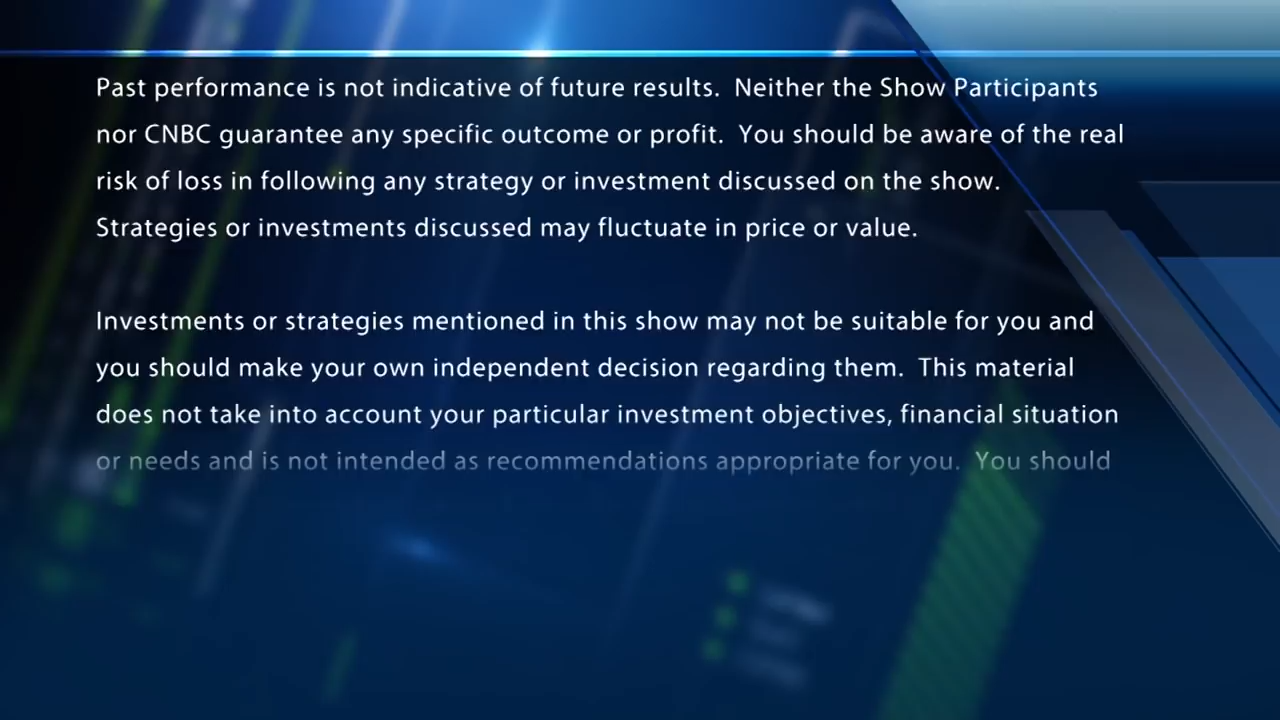 Past performance is not indicative of future results.  Neither the Show Participants
nor CNBC guarantee any specific outcome or profit.  You should be aware of the real
risk of loss in following any strategy or investment discussed on the show.
Strategies or investments discussed may fluctuate in price or value.
Investments or strategies mentioned in this show may not be suitable for you and
you should make your own independent decision regarding them.  This material
does not take into account your particular investment objectives, financial situation
or needs and is not intended as recommendations appropriate for you.  You should